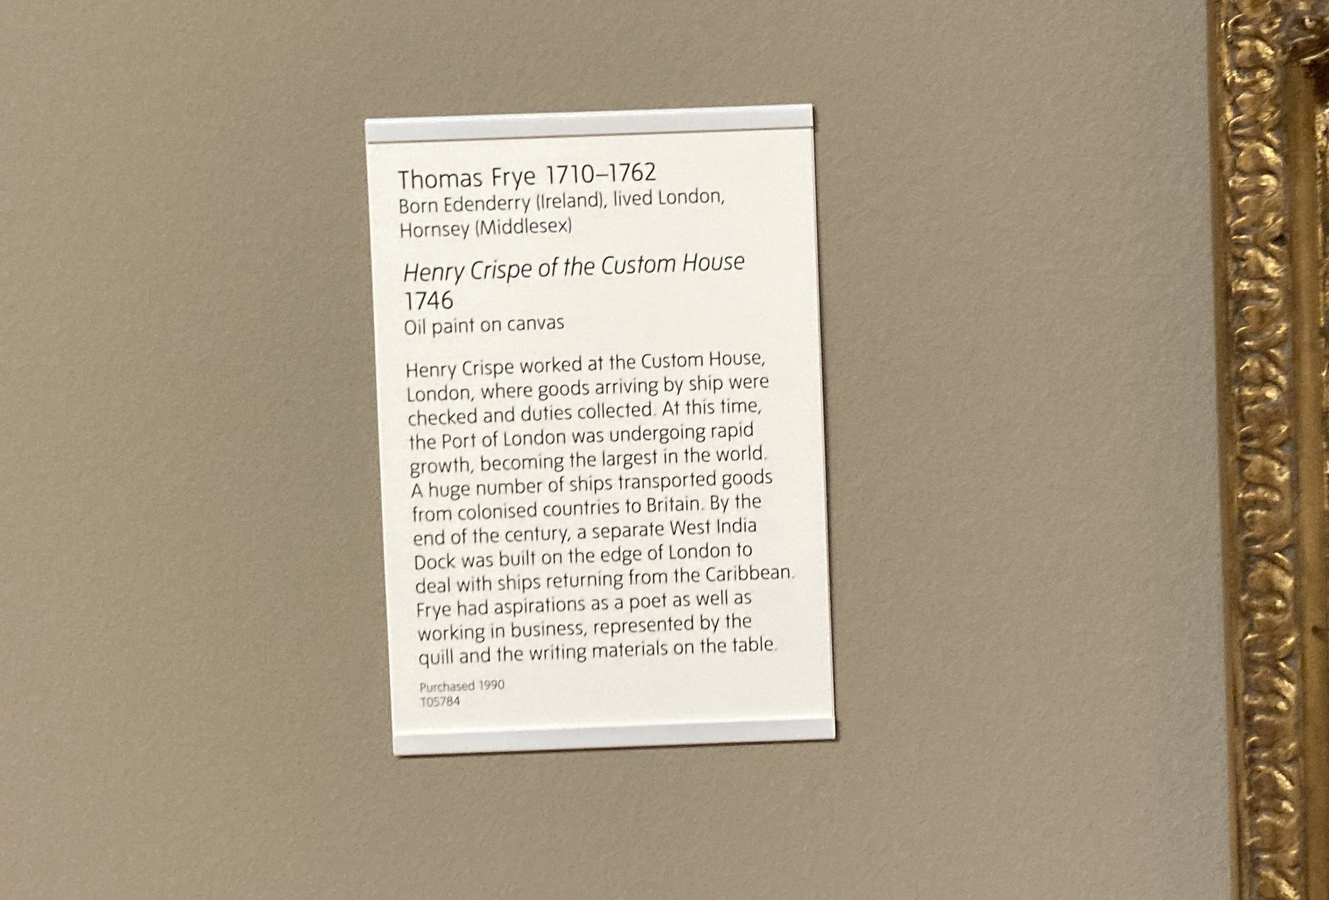 Thomas Frye 1710–1762
Born Edenderry (Ireland), lived London,
Hornsey (Middlesex)
Henry Crispe of the Custom House
1746
Oil paint on canvas
Henry Crispe worked at the Custom House,
London, where goods arriving by ship were
checked and duties collected. At this time,
the Port of London was undergoing rapid
growth, becoming the largest in the world.
A huge number of ships transported goods
from colonised countries to Britain. By the
end of the century, a separate West India
Dock was built on the edge of London to
deal with ships returning from the Caribbean.
Frye had aspirations as a poet as well as
working in business, represented by the
quill and the writing materials on the table.
Purchased 1990
T05784